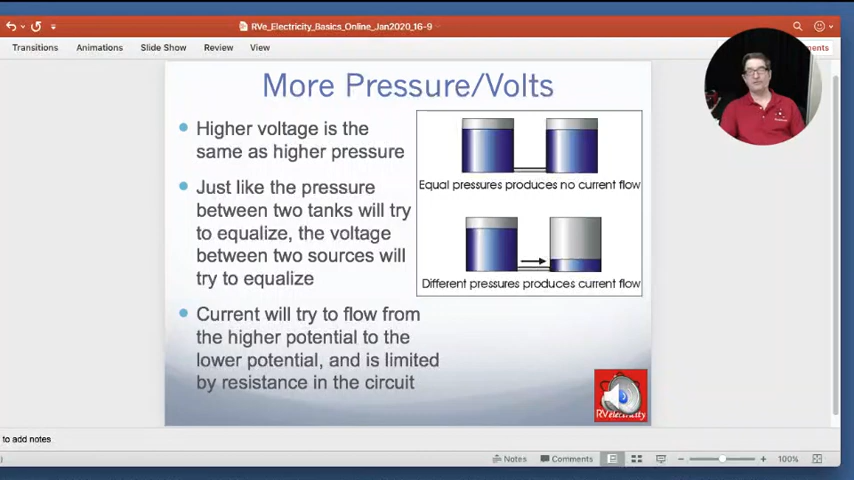 RVe_Electricity_Basics_Online_Jan2020_16-9
Transitions Animations Slide Show Review View
ments
More Pressure/Volts
Higher voltage is the
same as higher pressure
Just like the pressure
between two tanks will try
to equalize, the voltage
between two sources will
try to equalize
Current will try to flow from
the higher potential to the
lower potential, and is limited
by resistance in the circuit
Equal pressures produces no current flow
Different pressures produces current flow
RVelectricity
to add notes
Notes Comments 100%